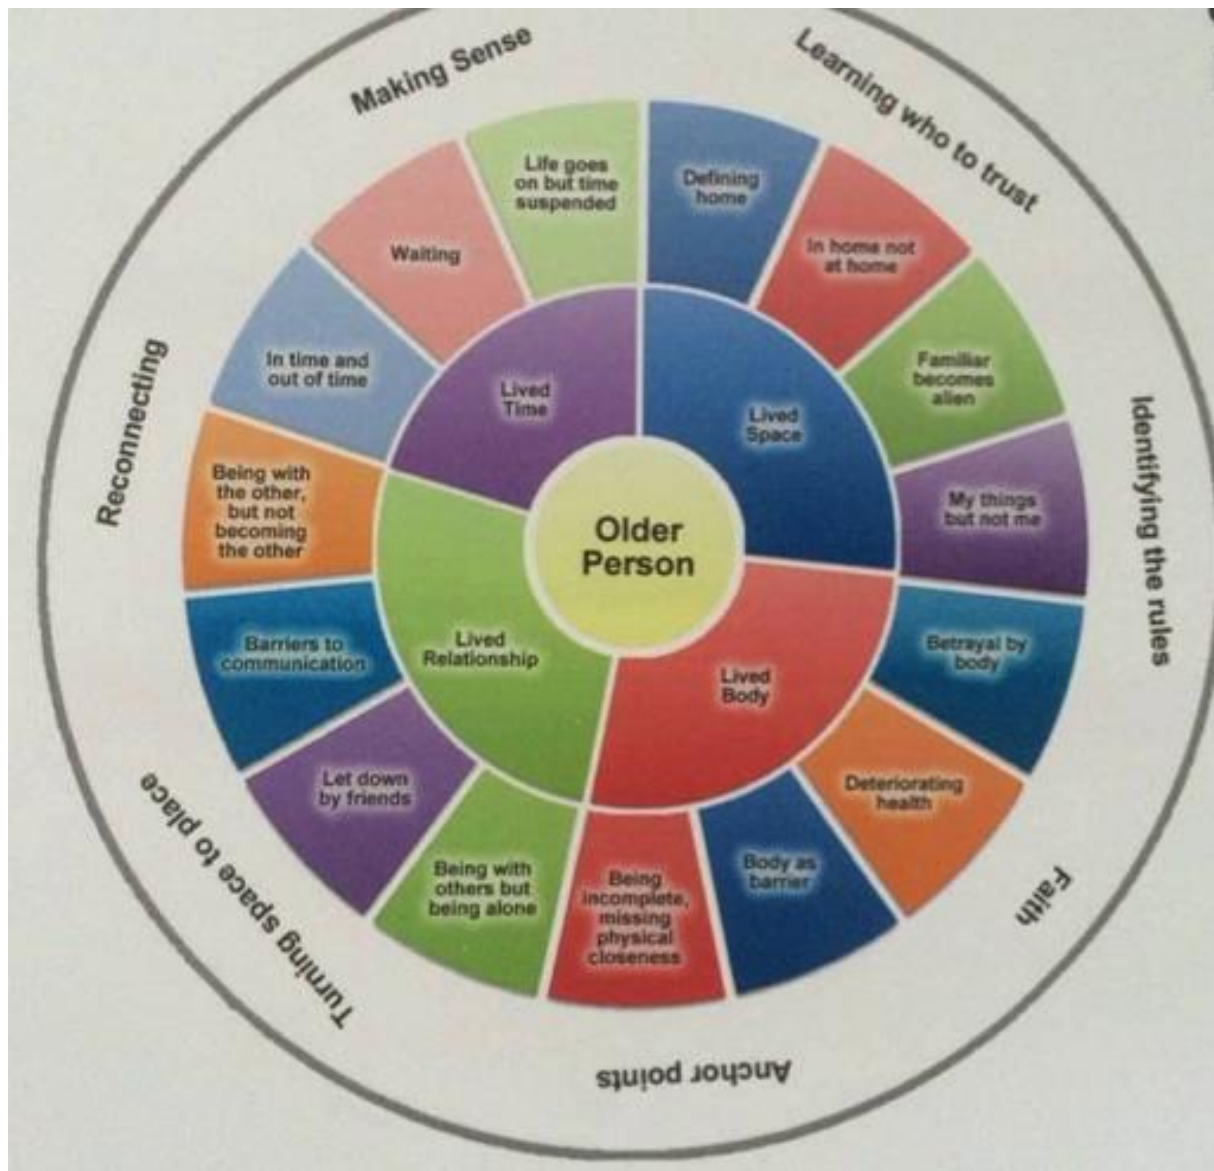 Making Sense
Learning who to trust
Identifying the rules
Faith
Anchor points
Turning space to place
Reconnecting
Life goes
on but time
suspended
Defining
home
In home not
at home
Familiar
becomes
alien
My things
but not me
Betrayal by
body
Deteriorating
health
Body as
barrier
Being
incomplete,
missing
physical
closeness
Being with
others but
being alone
Let down
by friends
Barriers to
communication
Being with
the other,
but not
becoming
the other
In time and
out of time
Waiting
Lived
Time
Lived
Space
Lived
Body
Lived
Relationship
Older
Person